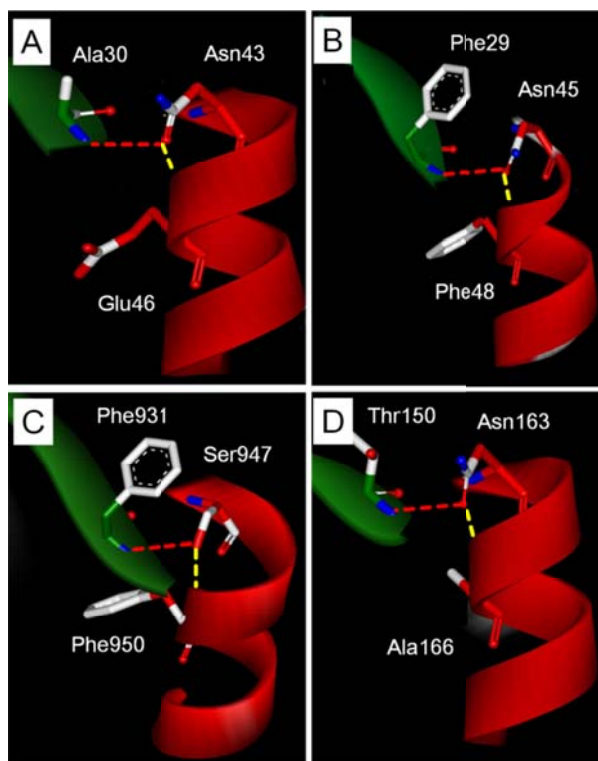 A
Ala30
Asn43
Glu46
B
Phe29
Asn45
Phe48
C
Phe931
Ser947
Phe950
D
Thr150
Asn163
Ala166